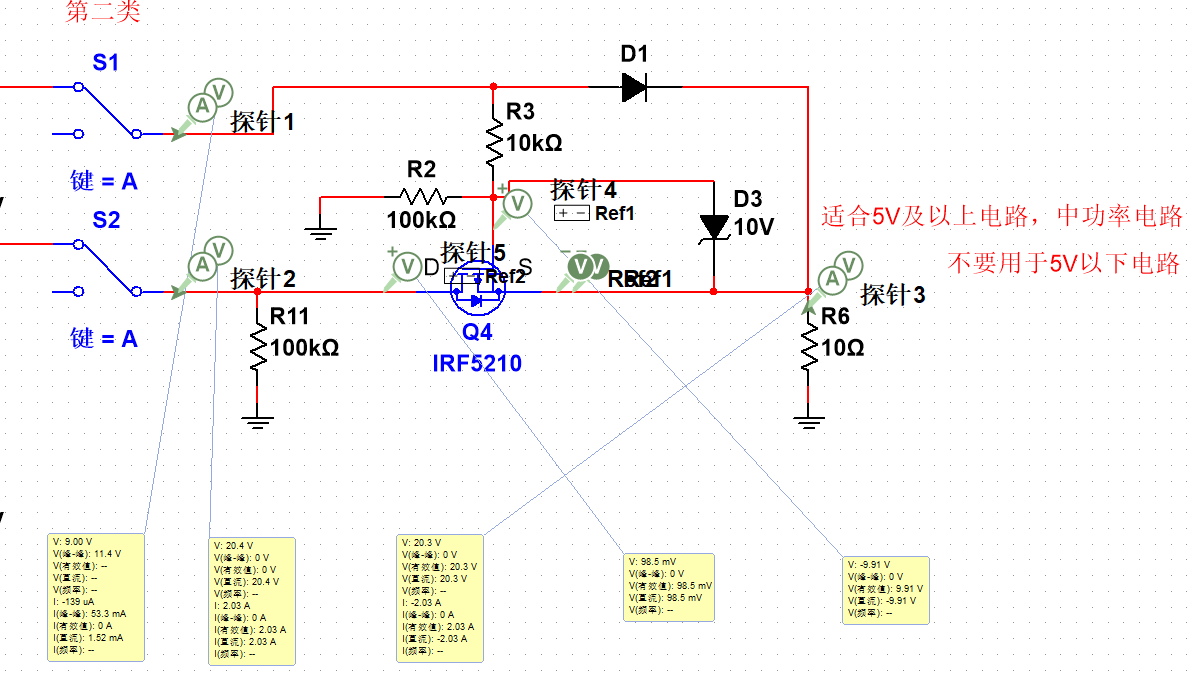 第二类
S1
D1
A V
探针1
R3
10kΩ
键 = A
R2
100kΩ
+
V
探针4
+ -
Ref1
D3
10V
适合5V及以上电路，中功率电路
不要用于5V以下电路
S2
A V
探针2
+
V
D
探针5
Ref2
S
V V
A V
探针3
键 = A
R11
100kΩ
Q4
IRF5210
R6
10Ω
V: 9.00 V
V(峰-峰): 11.4 V
V(有效值): --
V(直流): --
V(频率): --
I: -139 uA
I(峰-峰): 53.3 mA
I(有效值): 0 A
I(直流): 1.52 mA
I(频率): --
V: 20.4 V
V(峰-峰): 0 V
V(有效值): 0 V
V(直流): 20.4 V
V(频率): --
I: 2.03 A
I(峰-峰): 0 A
I(有效值): 2.03 A
I(直流): 2.03 A
I(频率): --
V: 20.3 V
V(峰-峰): 0 V
V(有效值): 20.3 V
V(直流): 20.3 V
V(频率): --
I: -2.03 A
I(峰-峰): 0 A
I(有效值): 2.03 A
I(直流): -2.03 A
I(频率): --
V: 98.5 mV
V(峰-峰): 0 V
V(有效值): 98.5 mV
V(直流): 98.5 mV
V(频率): --
V: -9.91 V
V(峰-峰): 0 V
V(有效值): 9.91 V
V(直流): -9.91 V
V(频率): --